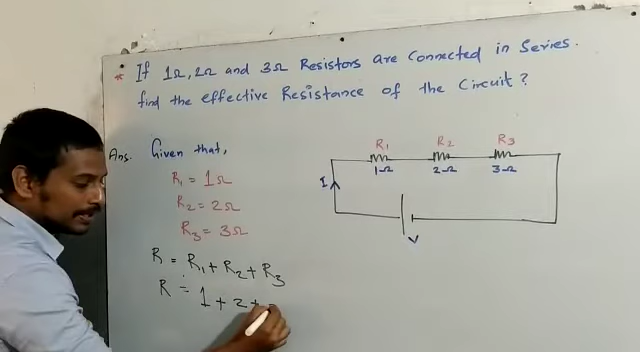 * If 1Ω, 2Ω and 3Ω Resistors are Connected in Series.
find the effective Resistance of the Circuit?
Ans. Given that,
R₁ = 1Ω
R₂ = 2Ω
R₃ = 3Ω
R = R₁ + R₂ + R₃
R = 1 + 2 +
R₁ R₂ R₃
1Ω 2Ω 3Ω
I
V